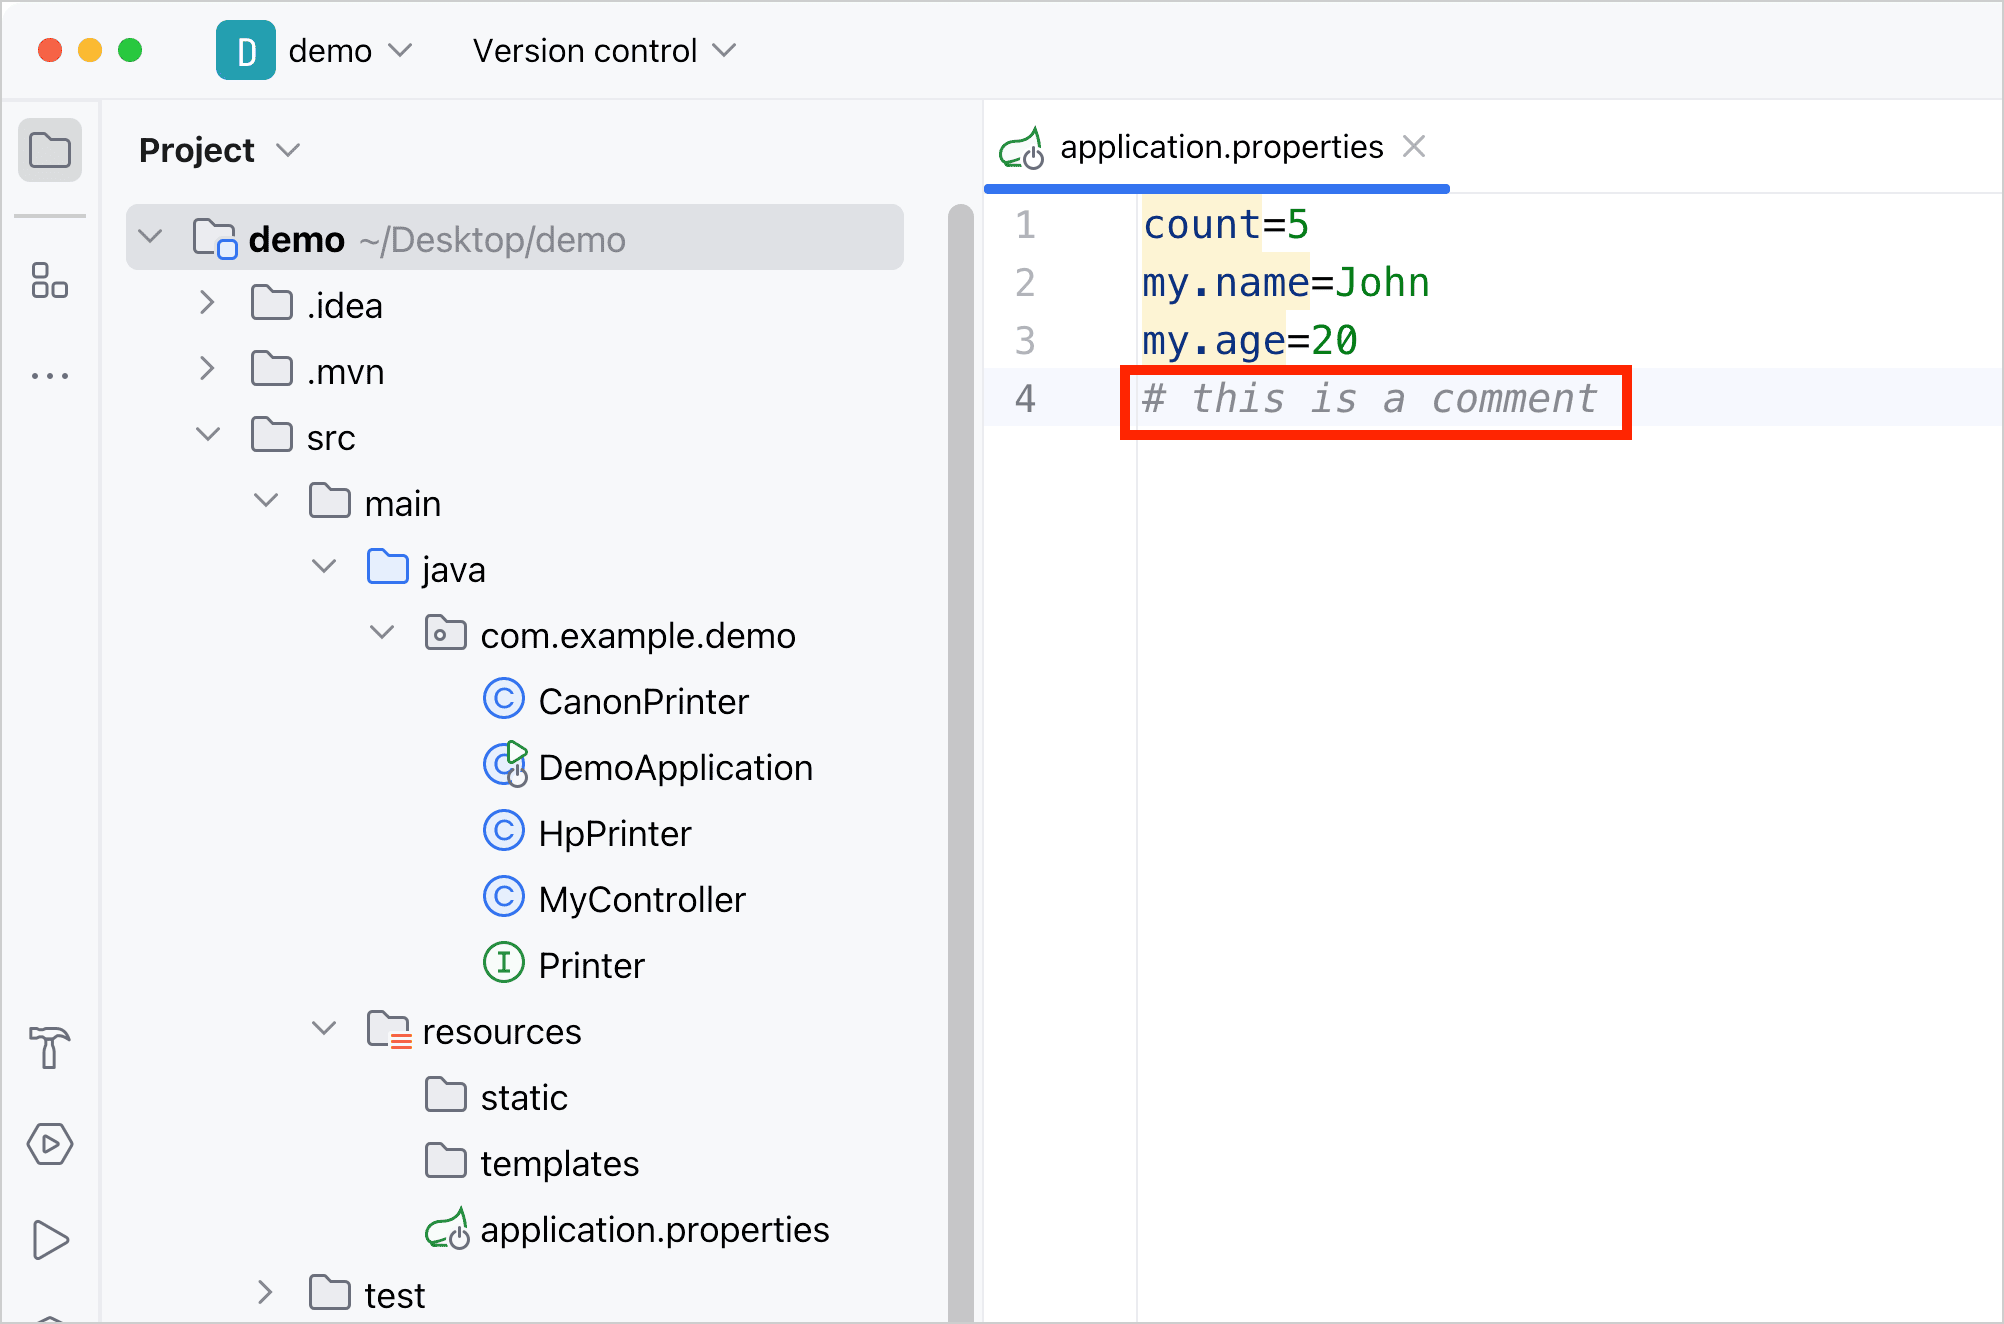 D demo Version control
Project
demo ~/Desktop/demo
.idea
.mvn
src
main
java
com.example.demo
C CanonPrinter
C DemoApplication
C HpPrinter
C MyController
I Printer
resources
static
templates
application.properties
test
application.properties
1 count=5
2 my.name=John
3 my.age=20
4 # this is a comment